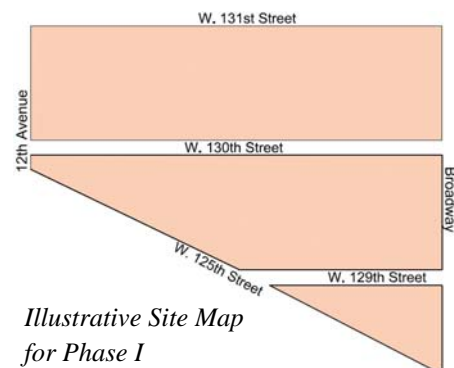 W. 131st Street
12th Avenue
W. 130th Street
Broadway
W. 125th Street
W. 129th Street
Illustrative Site Map
for Phase I